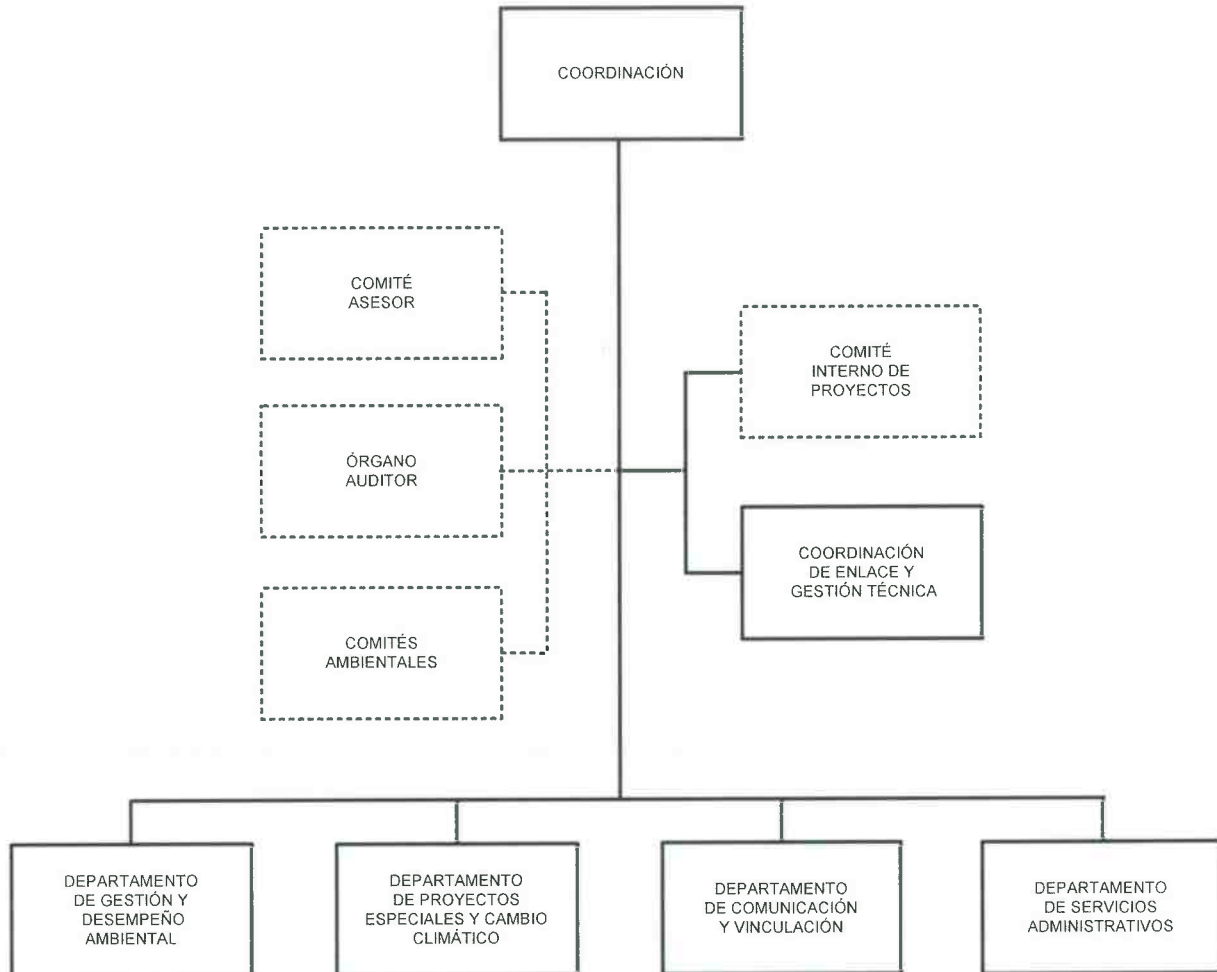 COORDINACIÓN
COMITÉ
ASESOR
COMITÉ
INTERNO DE
PROYECTOS
ÓRGANO
AUDITOR
COORDINACIÓN
DE ENLACE Y
GESTIÓN TÉCNICA
COMITÉS
AMBIENTALES
DEPARTAMENTO
DE GESTIÓN Y
DESEMPEÑO
AMBIENTAL
DEPARTAMENTO
DE PROYECTOS
ESPECIALES Y CAMBIO
CLIMÁTICO
DEPARTAMENTO
DE COMUNICACIÓN
Y VINCULACIÓN
DEPARTAMENTO
DE SERVICIOS
ADMINISTRATIVOS